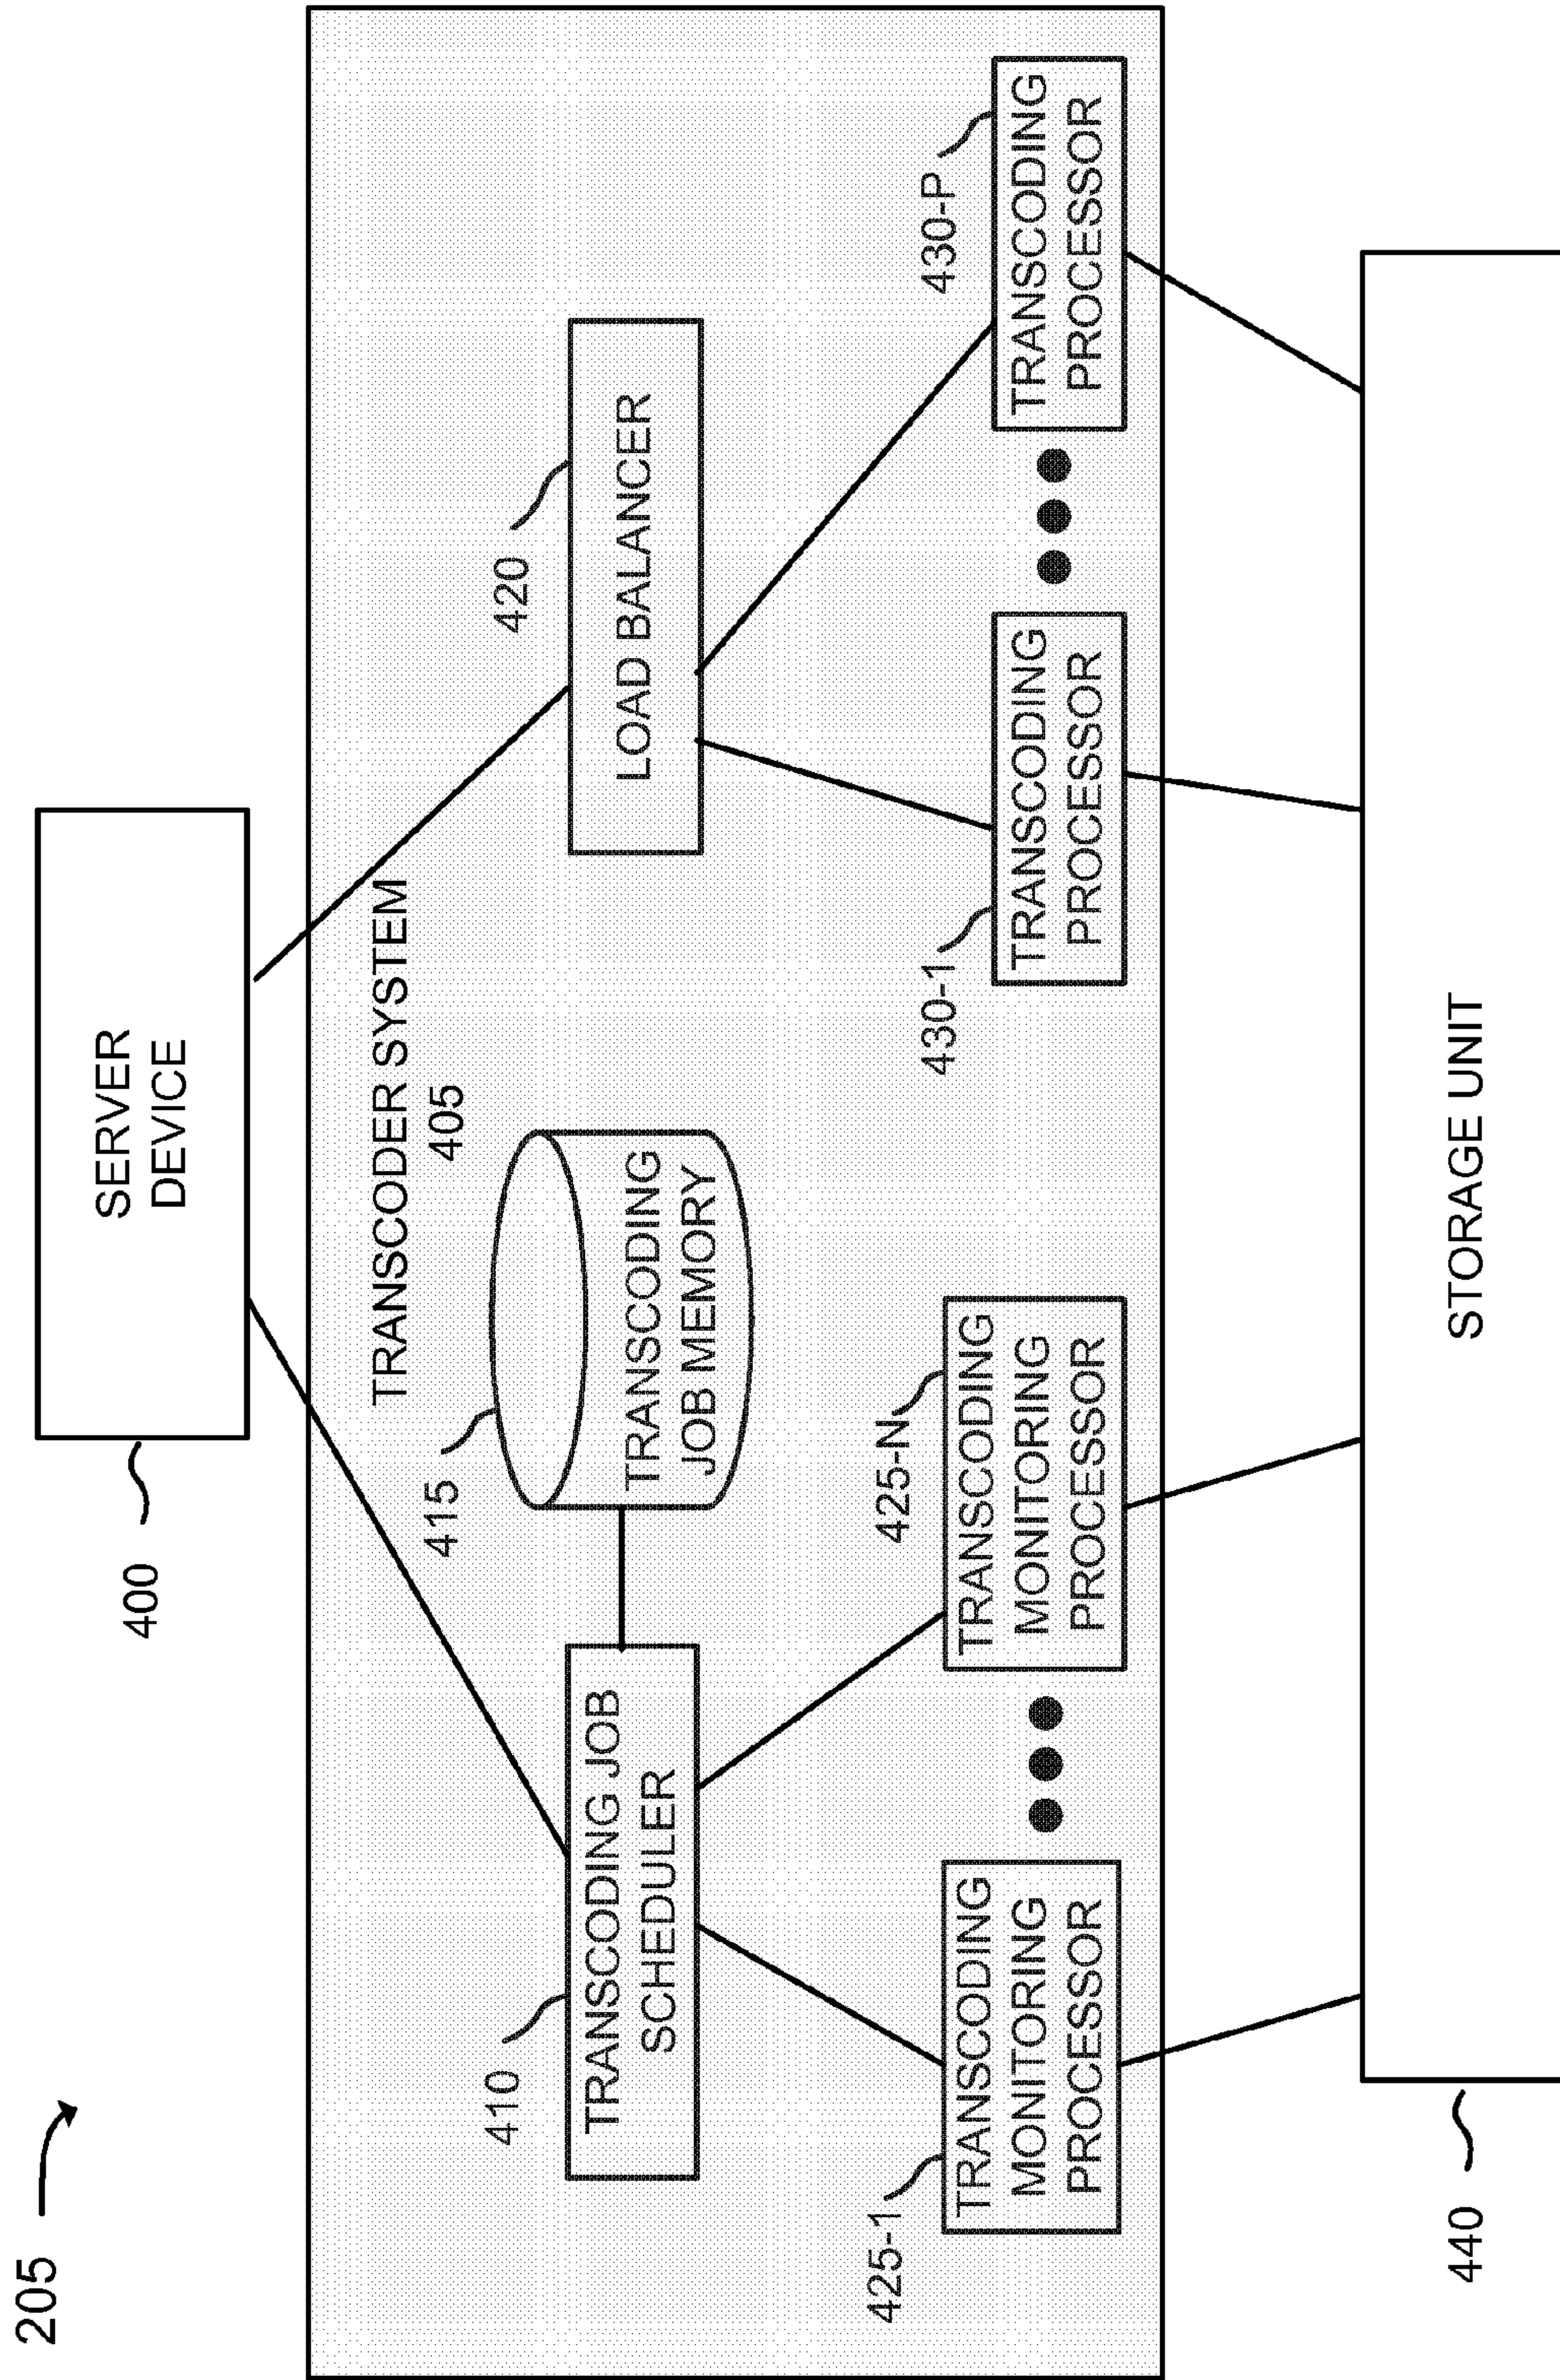 205
SERVER
DEVICE
400
TRANSCODER SYSTEM
405
415
TRANSCODING
JOB MEMORY
410
TRANSCODING JOB
SCHEDULER
420
LOAD BALANCER
425-1
TRANSCODING
MONITORING
PROCESSOR
425-N
TRANSCODING
MONITORING
PROCESSOR
430-1
TRANSCODING
PROCESSOR
430-P
TRANSCODING
PROCESSOR
440
STORAGE UNIT